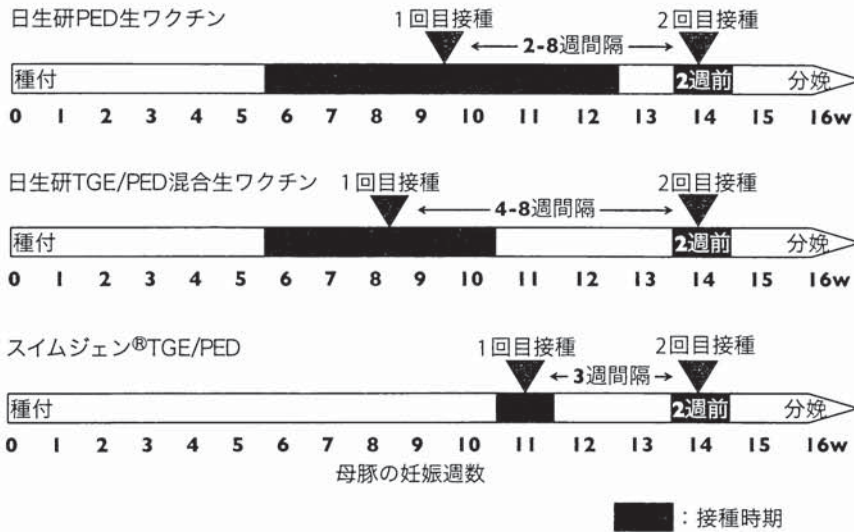 日生研PED生ワクチン
1回目接種 2回目接種
2-8週間隔
種付 2週前 分娩
0 1 2 3 4 5 6 7 8 9 10 11 12 13 14 15 16w
日生研TGE/PED混合生ワクチン 1回目接種 2回目接種
4-8週間隔
種付 2週前 分娩
0 1 2 3 4 5 6 7 8 9 10 11 12 13 14 15 16w
スイムジェン®TGE/PED 1回目接種 2回目接種
3週間隔
種付 2週前 分娩
0 1 2 3 4 5 6 7 8 9 10 11 12 13 14 15 16w
母豚の妊娠週数
：接種時期